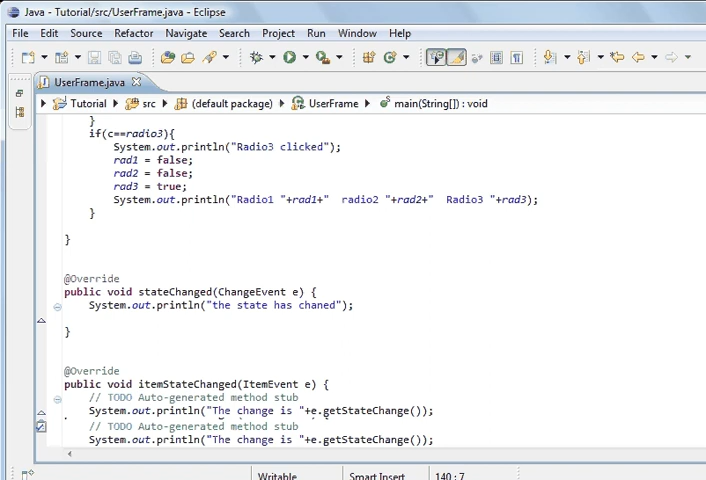 Java - Tutorial/src/UserFrame.java - Eclipse
File Edit Source Refactor Navigate Search Project Run Window Help
UserFrame.java
Tutorial src (default package) UserFrame main(String[]) : void
}
if(c==radio3){
System.out.println("Radio3 clicked");
rad1 = false;
rad2 = false;
rad3 = true;
System.out.println("Radio1 "+rad1+" radio2 "+rad2+" Radio3 "+rad3);
}
}
@Override
public void stateChanged(ChangeEvent e) {
System.out.println("the state has chaned");
}
@Override
public void itemStateChanged(ItemEvent e) {
// TODO Auto-generated method stub
System.out.println("The change is "+e.getStateChange());
// TODO Auto-generated method stub
System.out.println("The change is "+e.getStateChange());
Writable Smart Insert 140 : 7